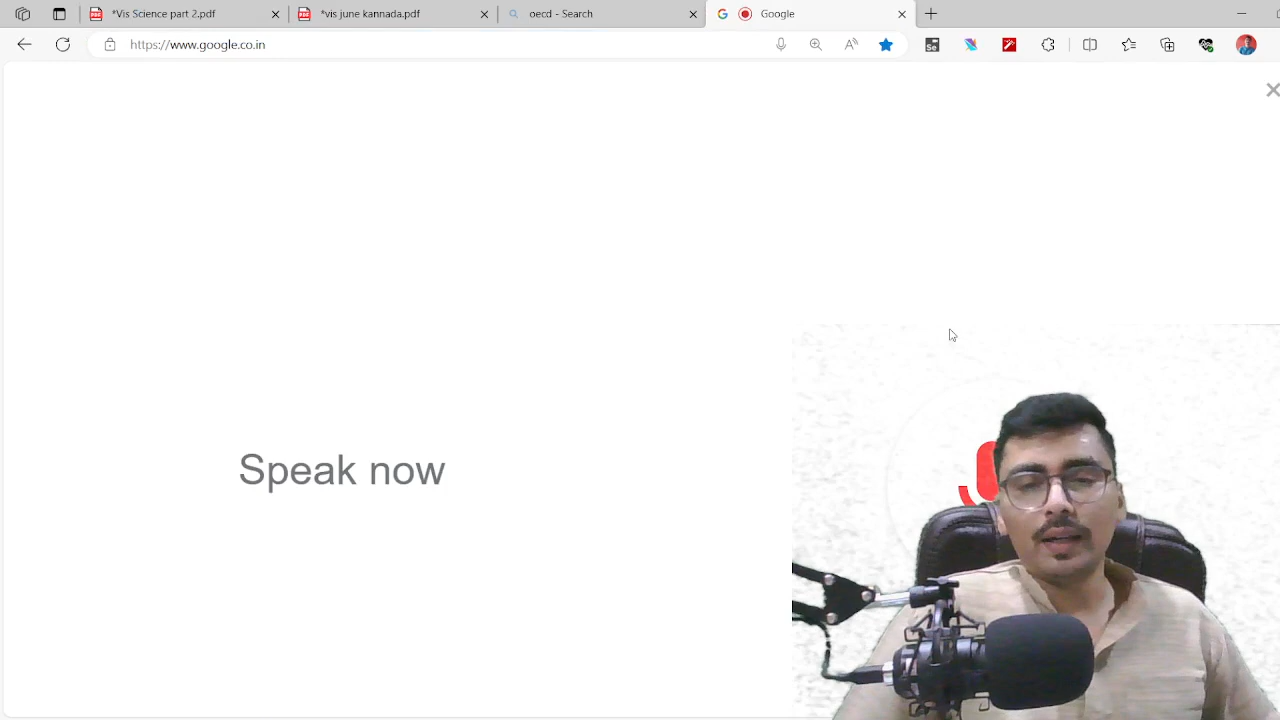 *Vis Science part 2.pdf
*vis june kannada.pdf
oecd - Search
Google
https://www.google.co.in
Speak now